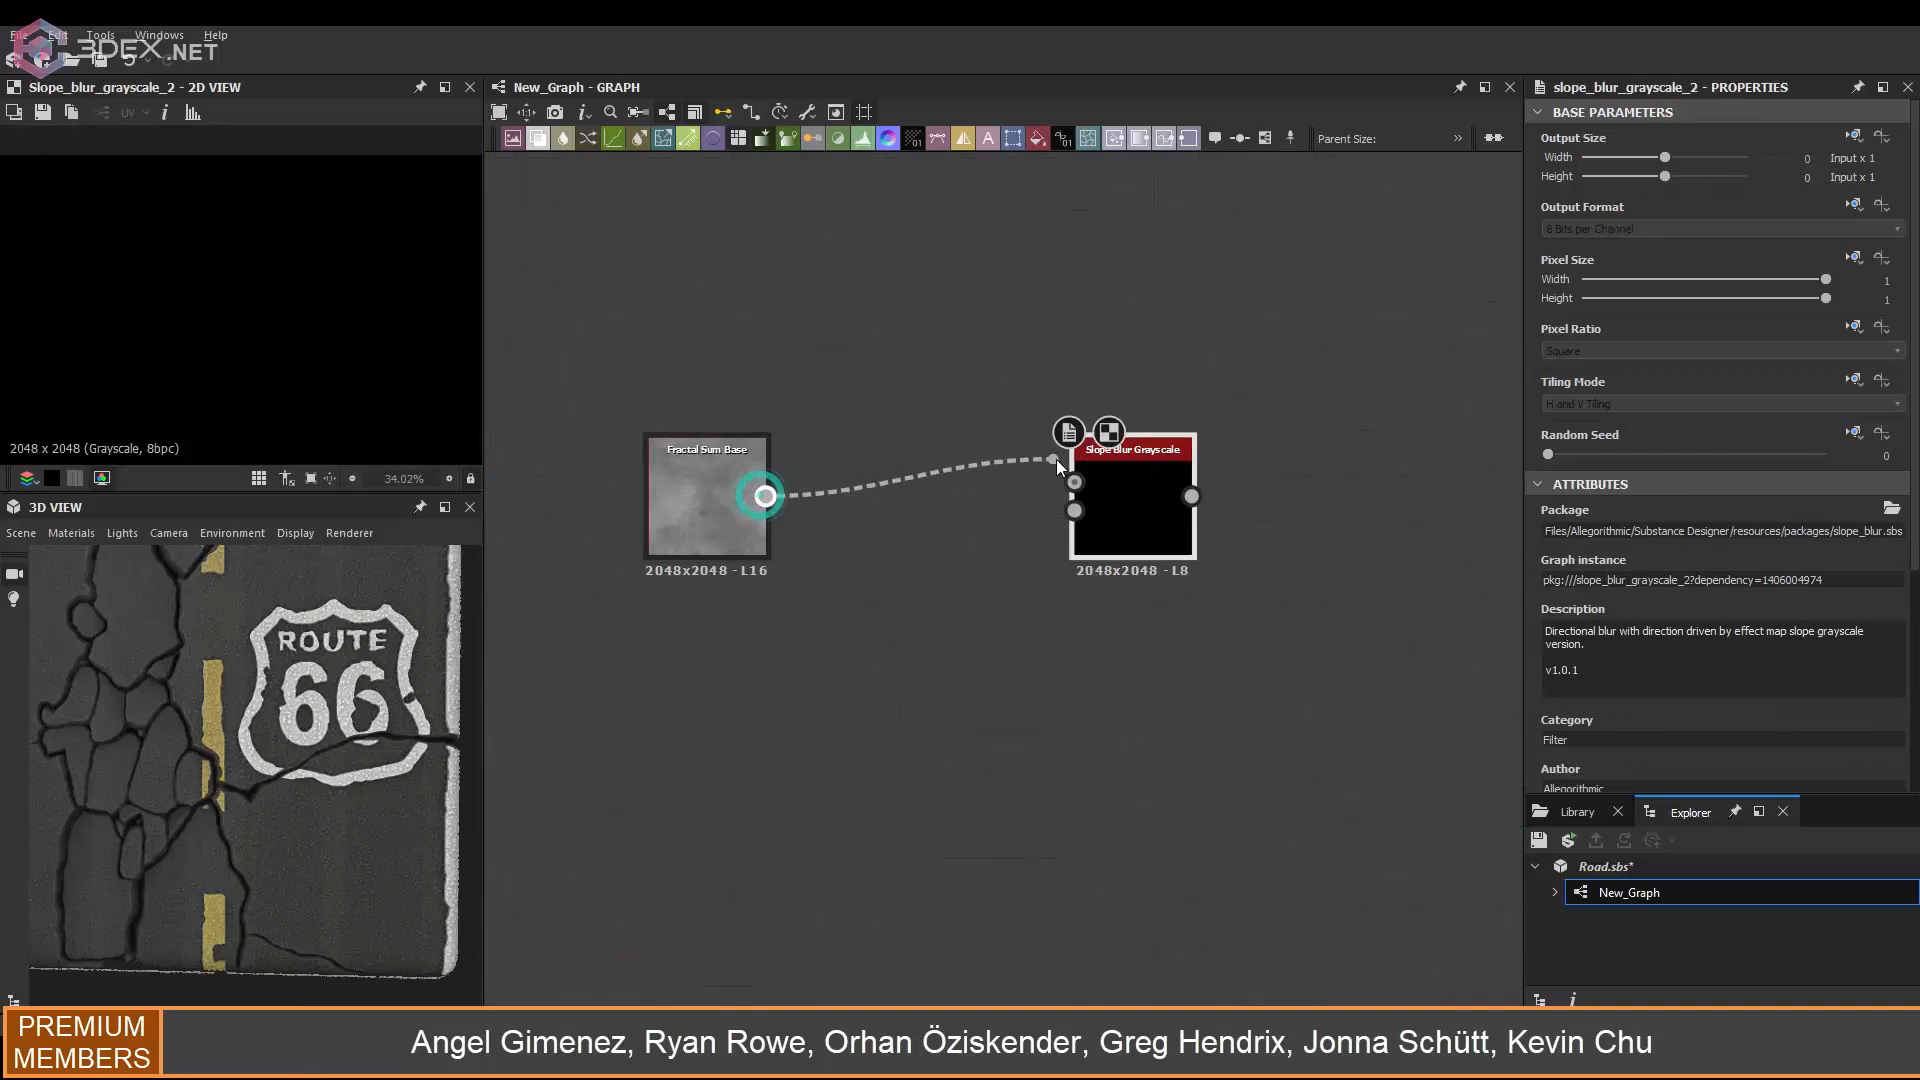 File Edit Tools Windows Help
3DEX.NET
Slope_blur_grayscale_2 - 2D VIEW
UV
2048 x 2048 (Grayscale, 8bpc)
34.02%
3D VIEW
Scene Materials Lights Camera Environment Display Renderer
ROUTE
66
New_Graph - GRAPH
Parent Size:
Fractal Sum Base
2048x2048 - L16
Slope Blur Grayscale
2048x2048 - L8
slope_blur_grayscale_2 - PROPERTIES
BASE PARAMETERS
Output Size
Width 0 Input x 1
Height 0 Input x 1
Output Format
8 Bits per Channel
Pixel Size
Width 1
Height 1
Pixel Ratio
Square
Tiling Mode
H and V Tiling
Random Seed
0
ATTRIBUTES
Package
Files/Allegorithmic/Substance Designer/resources/packages/slope_blur.sbs
Graph instance
pkg:///slope_blur_grayscale_2?dependency=1406004974
Description
Directional blur with direction driven by effect map slope grayscale
version.
v1.0.1
Category
Filter
Author
Allegorithmic
Library Explorer
Road.sbs*
New_Graph
PREMIUM
MEMBERS
Angel Gimenez, Ryan Rowe, Orhan Öziskender, Greg Hendrix, Jonna Schütt, Kevin Chu